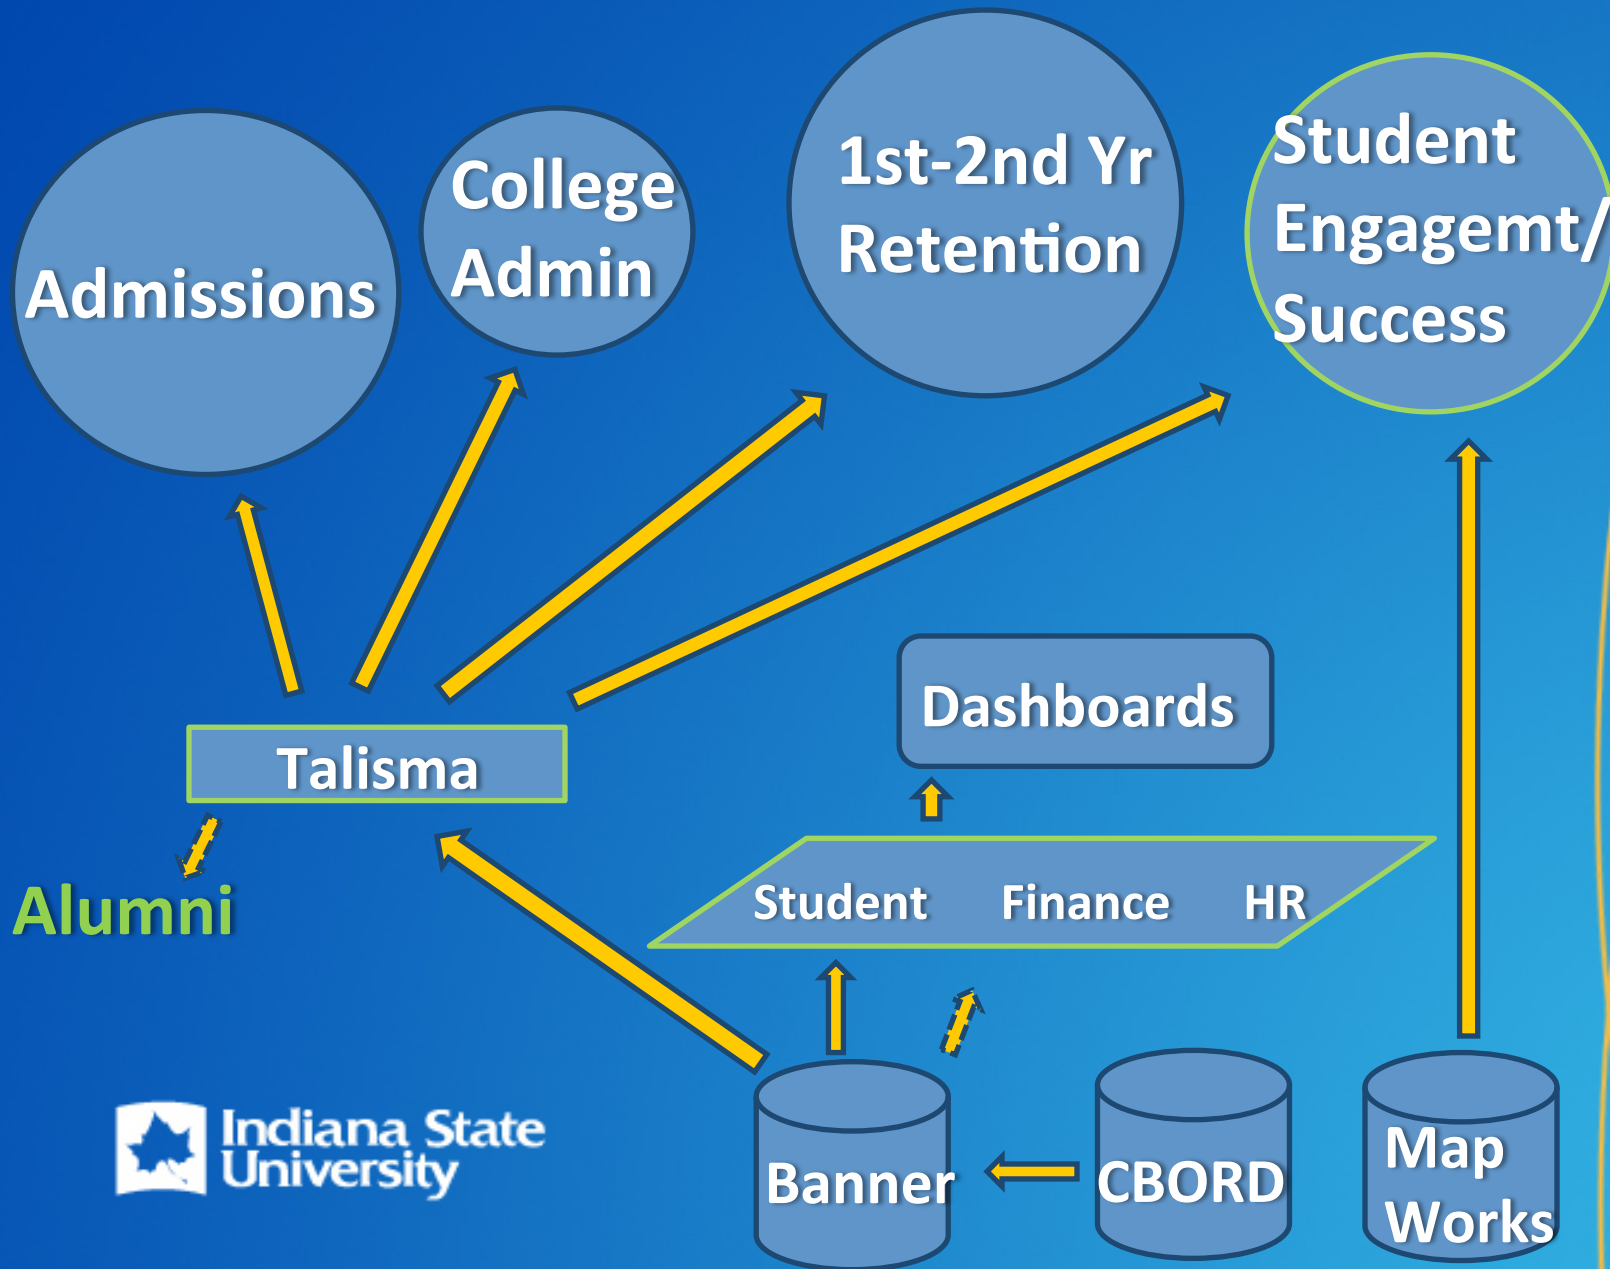 Admissions
College
Admin
1st-2nd Yr
Retention
Student
Engagemt/
Success
Talisma
Dashboards
Alumni
Student Finance HR
Indiana State
University
Banner
CBORD
Map
Works